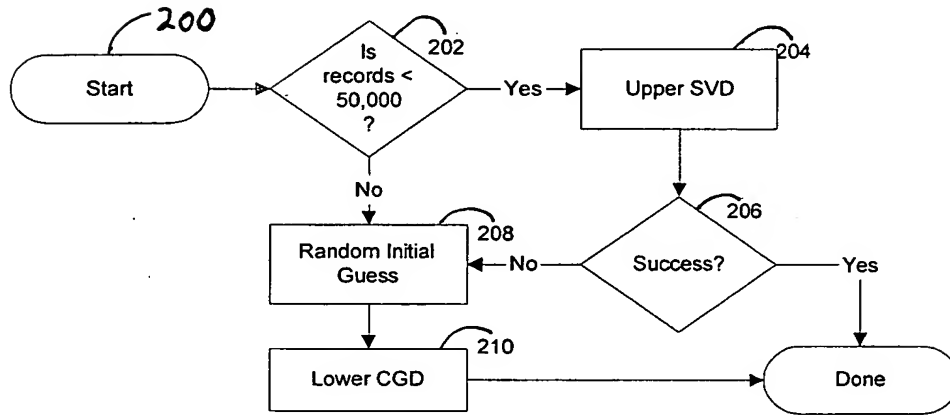 200
Start
Is
records <
50,000
?
202
Yes
Upper SVD
204
No
206
Success?
No
Yes
208
Random Initial
Guess
210
Lower CGD
Done